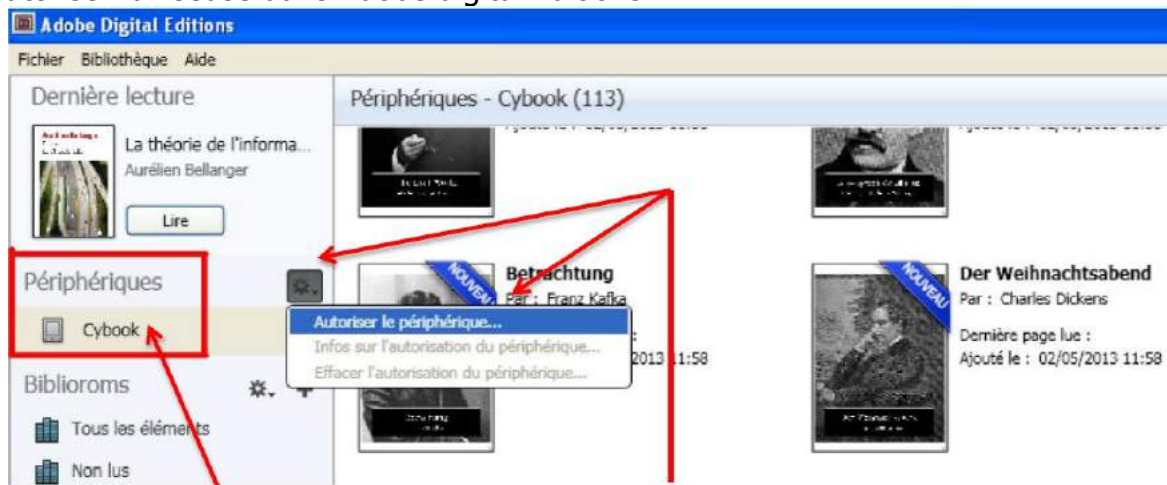 Adobe Digital Editions
Fichier Bibliothèque Aide
Dernière lecture
La théorie de l'informa...
Aurélien Bellanger
Lire
Périphériques
Cybook
Biblioroms
Tous les éléments
Non lus
Périphériques - Cybook (113)
NOUVEAU
Betrachtung
Par : Franz Kafka
Autoriser le périphérique...
Infos sur l'autorisation du périphérique...
Effacer l'autorisation du périphérique...
2013 11:58
NOUVEAU
Der Weihnachtsabend
Par : Charles Dickens
Dernière page lue :
Ajouté le : 02/05/2013 11:58